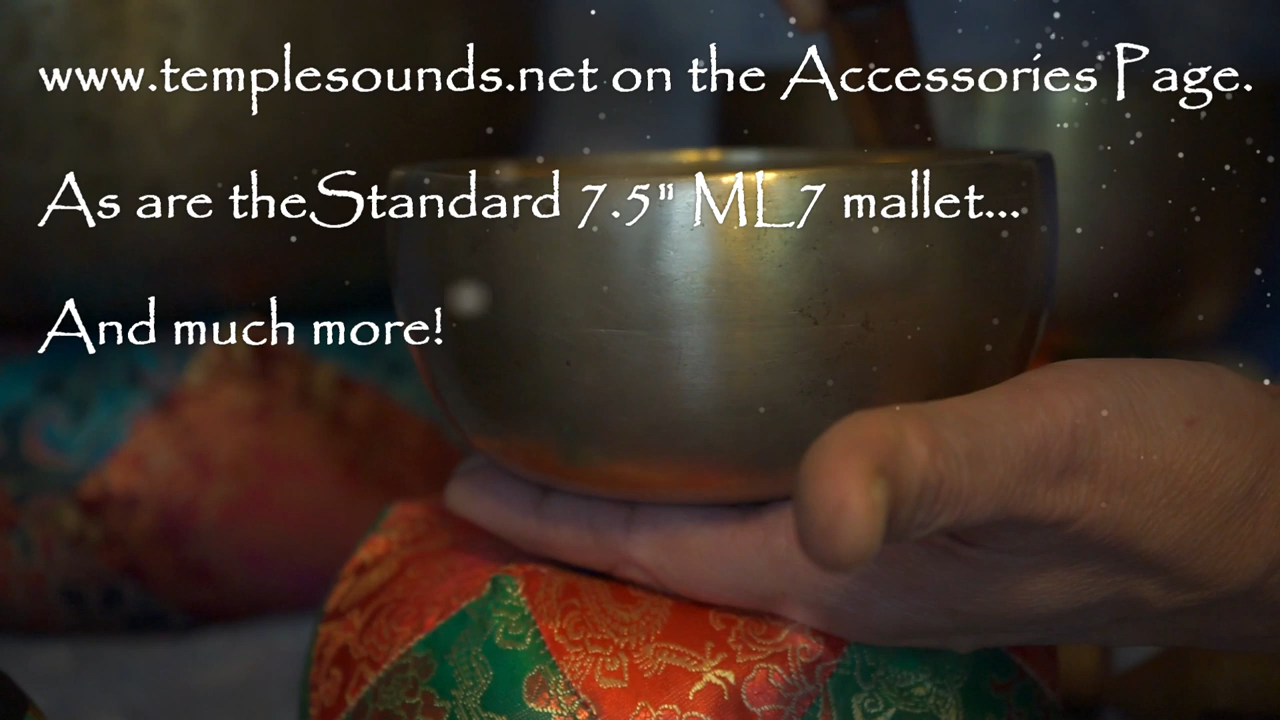 www.templesounds.net on the Accessories Page.
As are theStandard 7.5" ML7 mallet...
And much more!